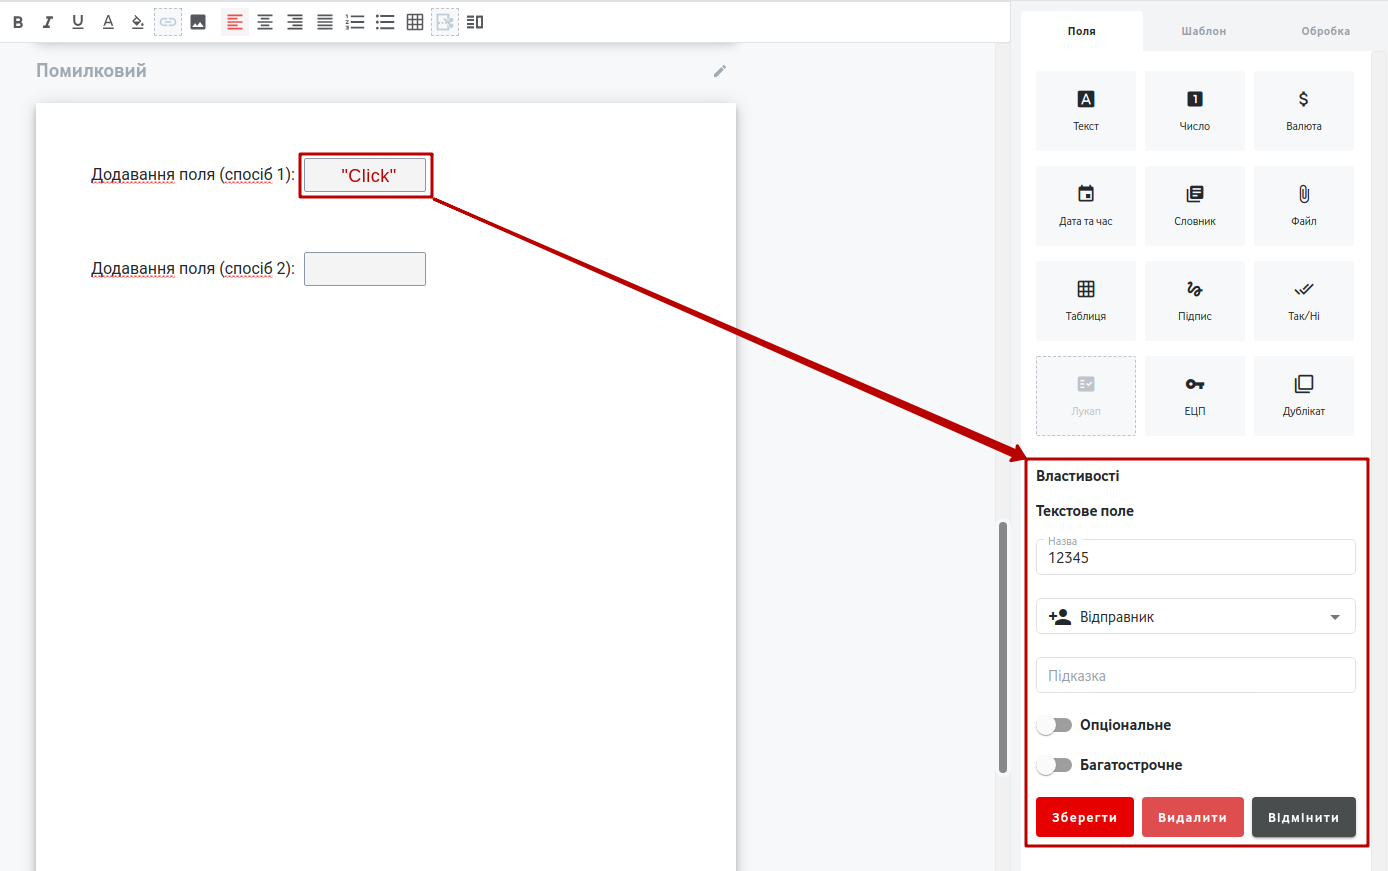 B I U A
Поля Шаблон Обробка
Помилковий
Текст Число Валюта
Додавання поля (спосіб 1): "Click"
Дата та час Словник Файл
Додавання поля (спосіб 2):
Таблиця Підпис Так/Ні
Лукап ЕЦП Дублікат
Властивості
Текстове поле
Назва
12345
Відправник
Підказка
Опціональне
Багатострочне
Зберегти Видалити Відмінити